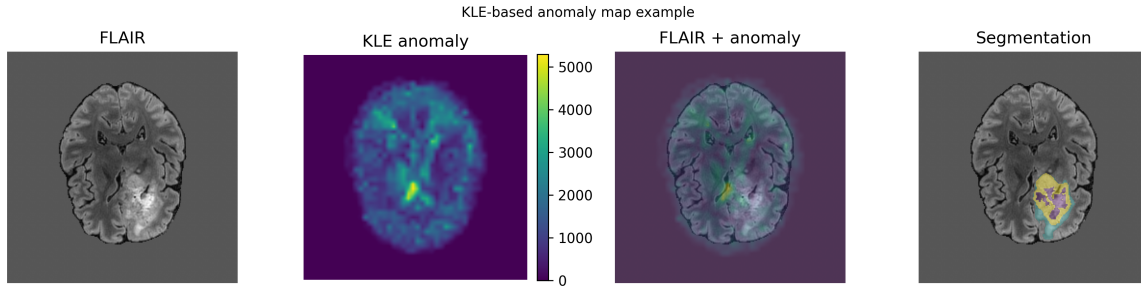 KLE-based anomaly map example
FLAIR
KLE anomaly
FLAIR + anomaly
Segmentation
5000
4000
3000
2000
1000
0